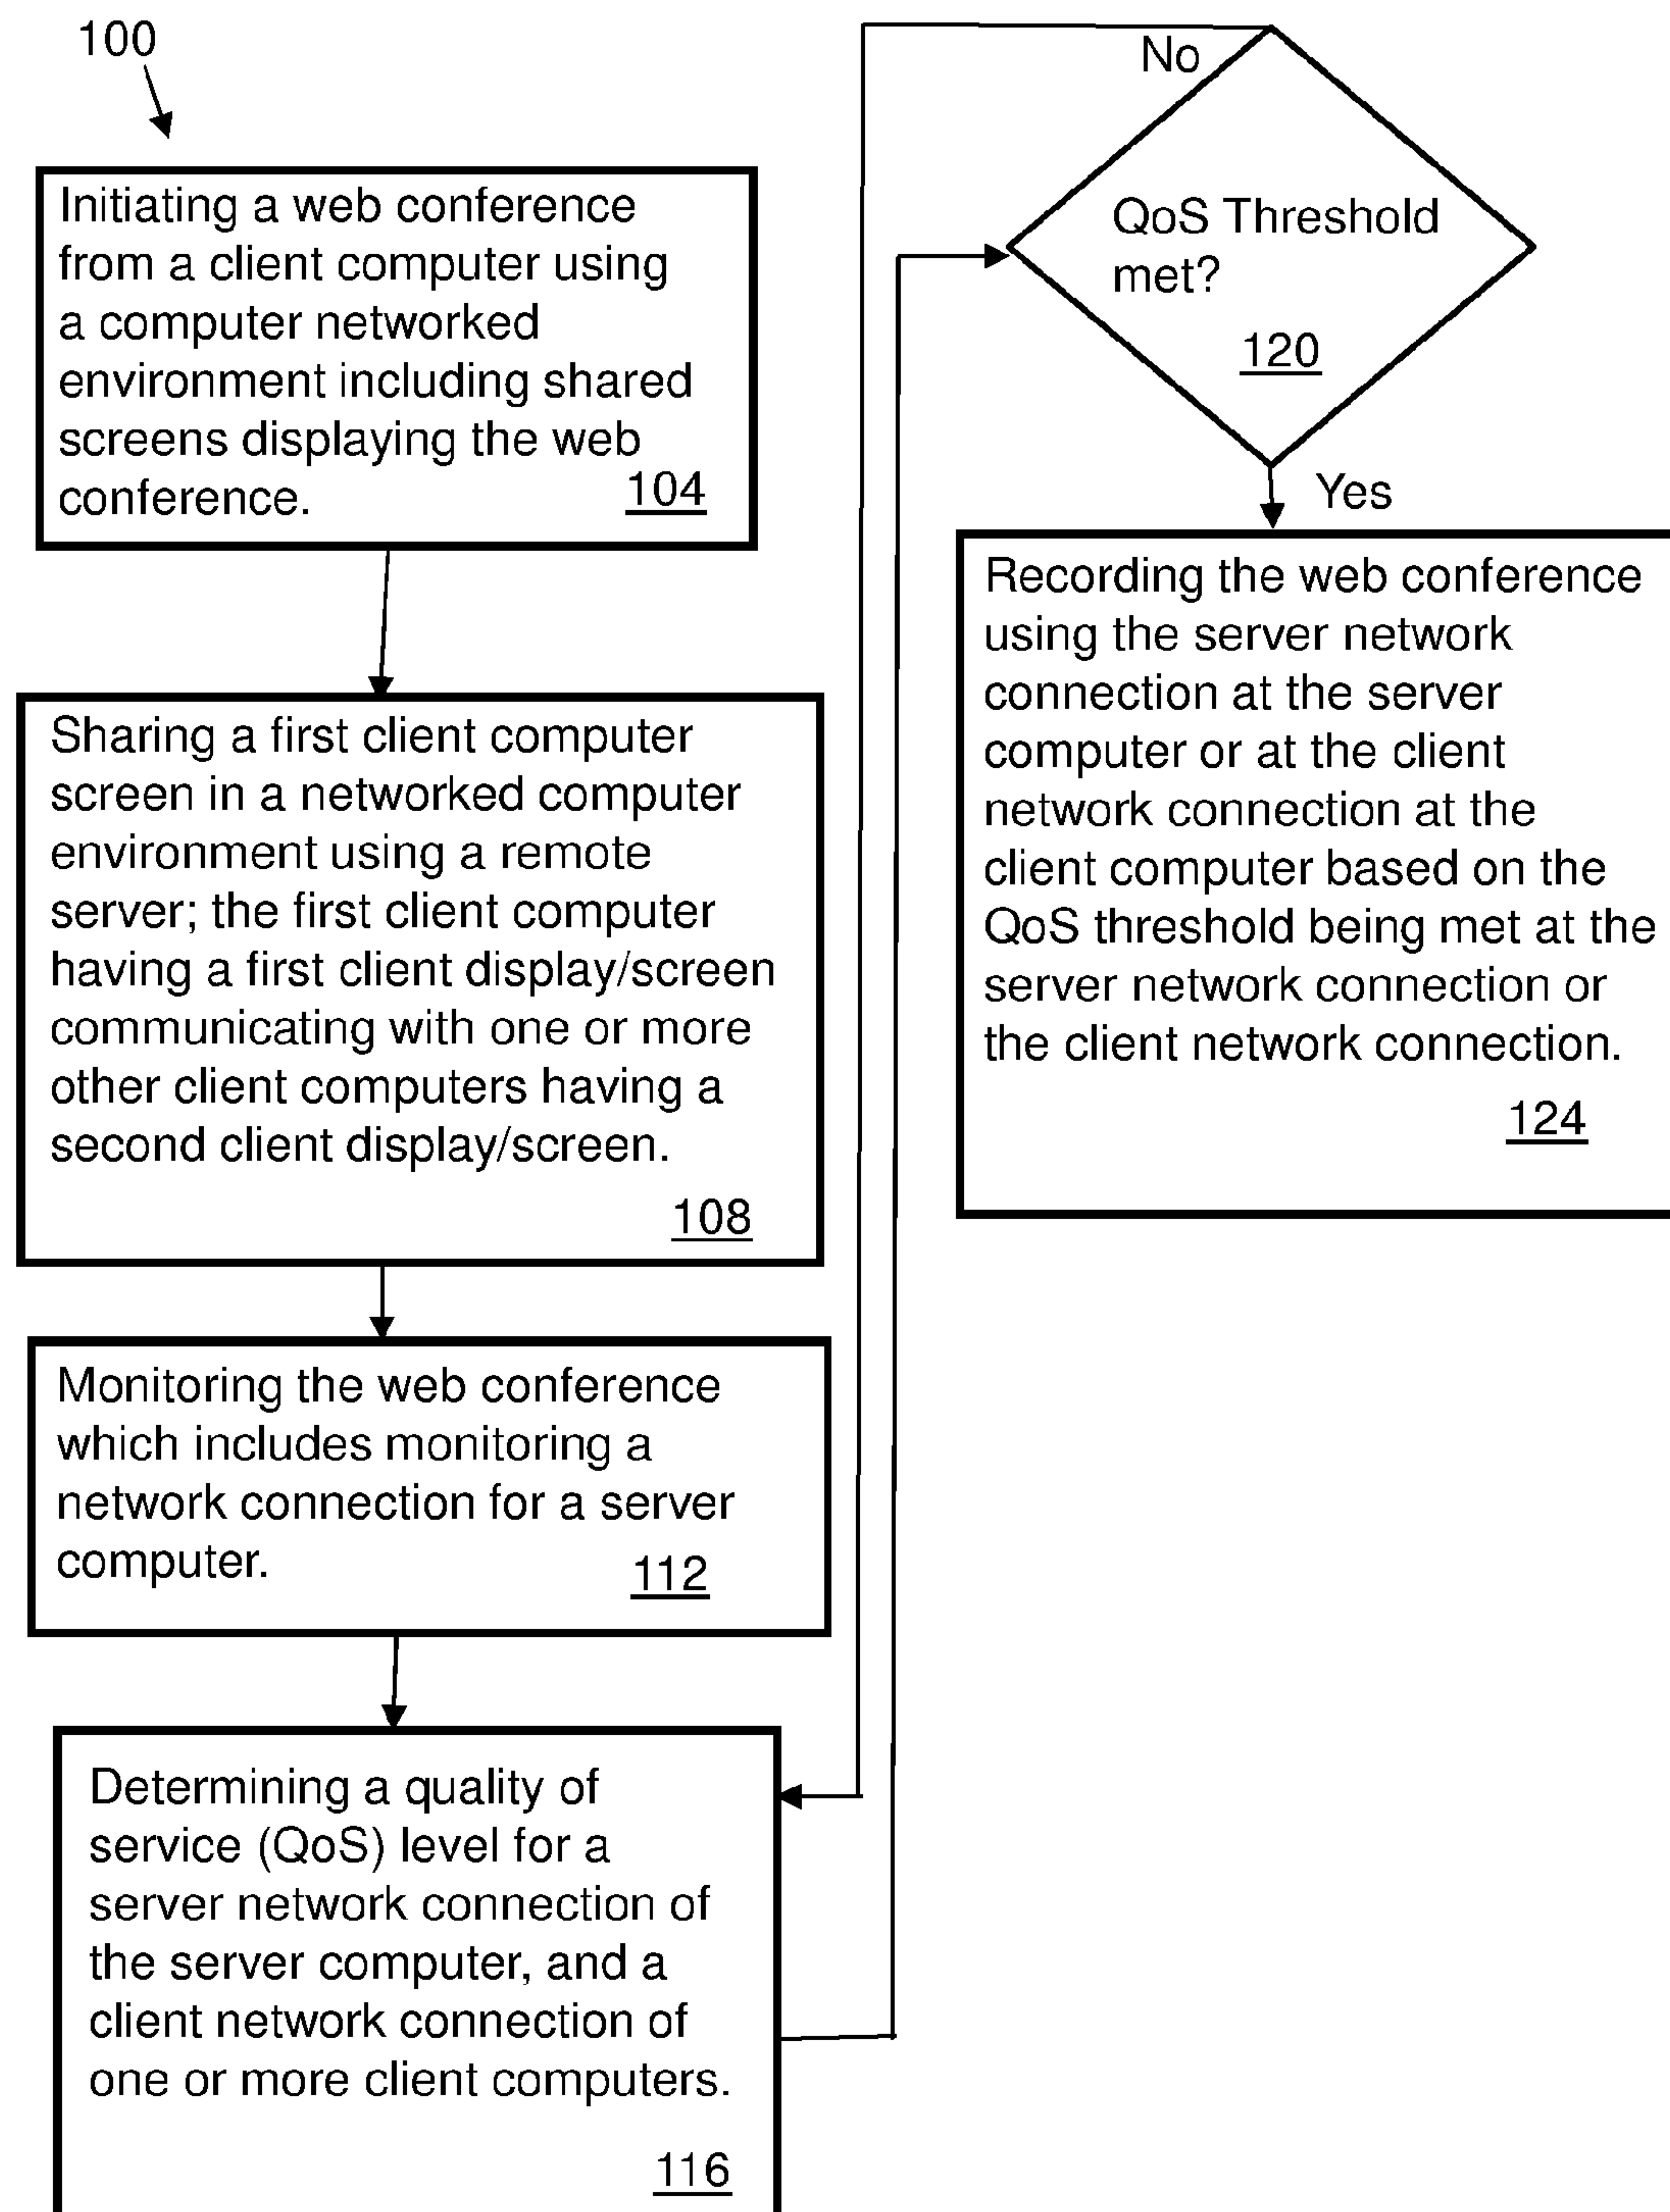 100
Initiating a web conference
from a client computer using
a computer networked
environment including shared
screens displaying the web
conference.
104
Sharing a first client computer
screen in a networked computer
environment using a remote
server; the first client computer
having a first client display/screen
communicating with one or more
other client computers having a
second client display/screen.
108
Monitoring the web conference
which includes monitoring a
network connection for a server
computer.
112
Determining a quality of
service (QoS) level for a
server network connection of
the server computer, and a
client network connection of
one or more client computers.
116
No
QoS Threshold
met?
120
Yes
Recording the web conference
using the server network
connection at the server
computer or at the client
network connection at the
client computer based on the
QoS threshold being met at the
server network connection or
the client network connection.
124